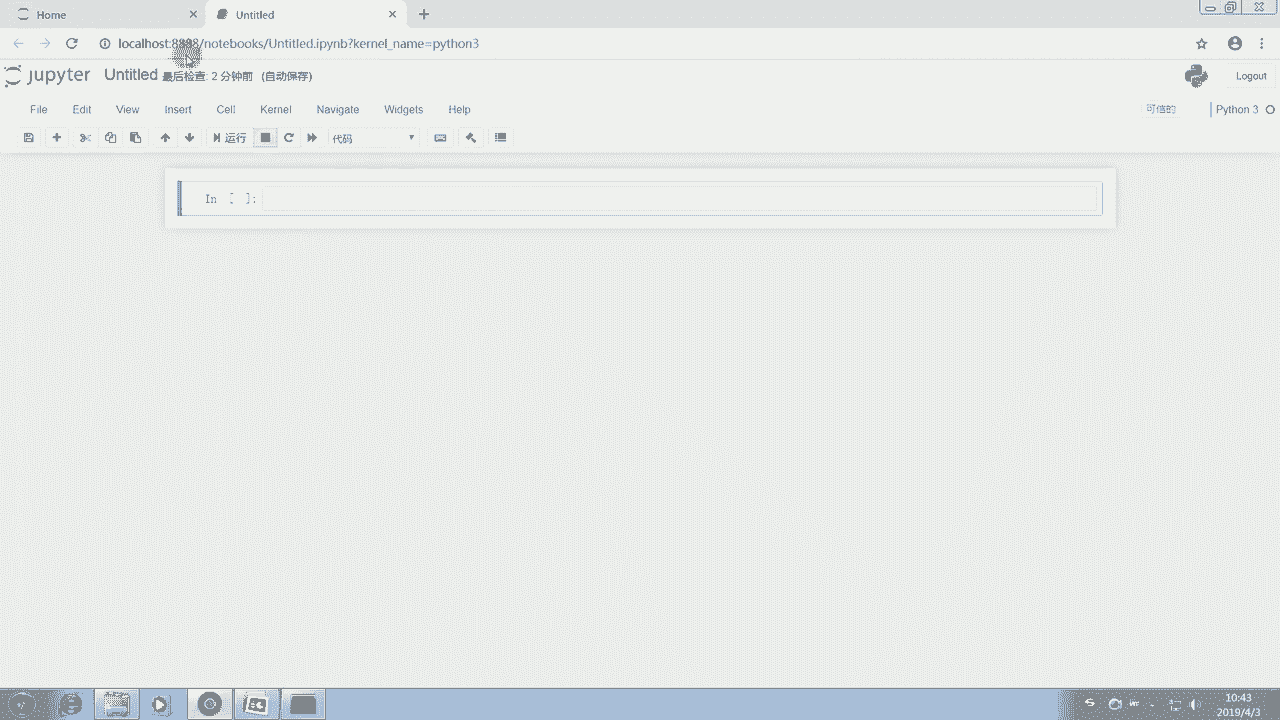 Home
Untitled
localhost:8888/notebooks/Untitled.ipynb?kernel_name=python3
jupyter Untitled 最后检查: 2 分钟前 (自动保存) Logout
File Edit View Insert Cell Kernel Navigate Widgets Help 可信的 Python 3
运行 代码
In [ ]:
10:43
2019/4/3